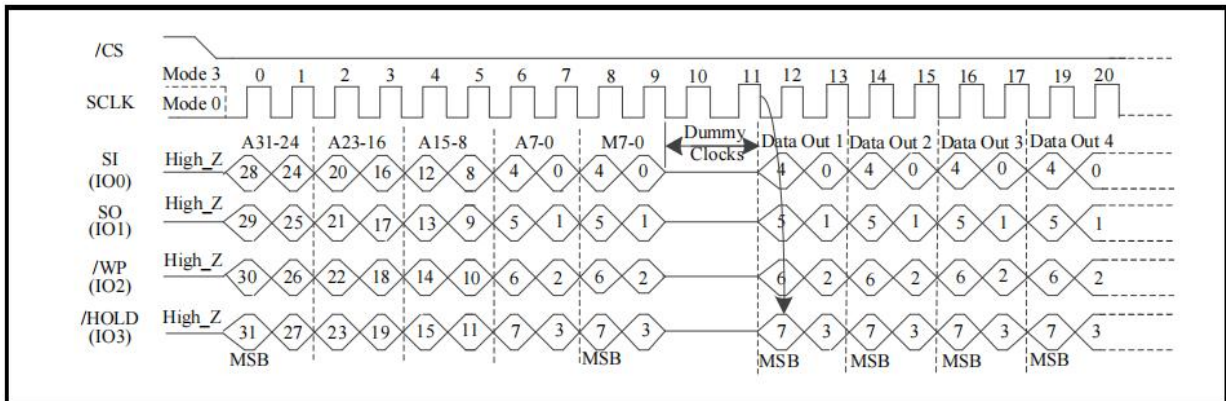 /CS
Mode 3 0 1 2 3 4 5 6 7 8 9 10 11 12 13 14 15 16 17 19 20
SCLK Mode 0
A31-24 A23-16 A15-8 A7-0 M7-0 Dummy Clocks Data Out 1 Data Out 2 Data Out 3 Data Out 4
SI (IO0) High_Z 28 24 20 16 12 8 4 0 4 0 4 0 4 0 4 0 4 0
SO (IO1) High_Z 29 25 21 17 13 9 5 1 5 1 5 1 5 1 5 1 5 1
/WP (IO2) High_Z 30 26 22 18 14 10 6 2 6 2 6 2 6 2 6 2 6 2
/HOLD (IO3) High_Z 31 27 23 19 15 11 7 3 7 3 7 3 7 3 7 3 7 3
MSB MSB MSB MSB MSB MSB